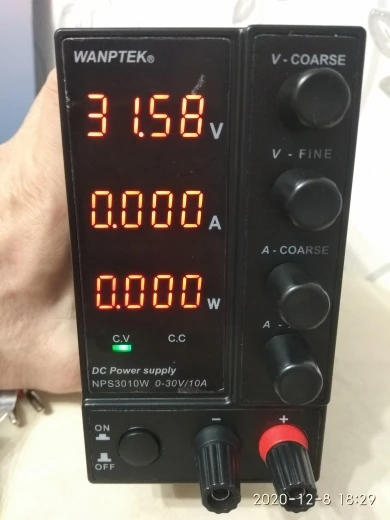 WANPTEK®
V - COARSE
31.58 V
V - FINE
0.000 A
A - COARSE
0.000 W
A -
C.V C.C
DC Power supply
NPS3010W 0-30V/10A
ON
OFF
- +
2020-12-8 18:29